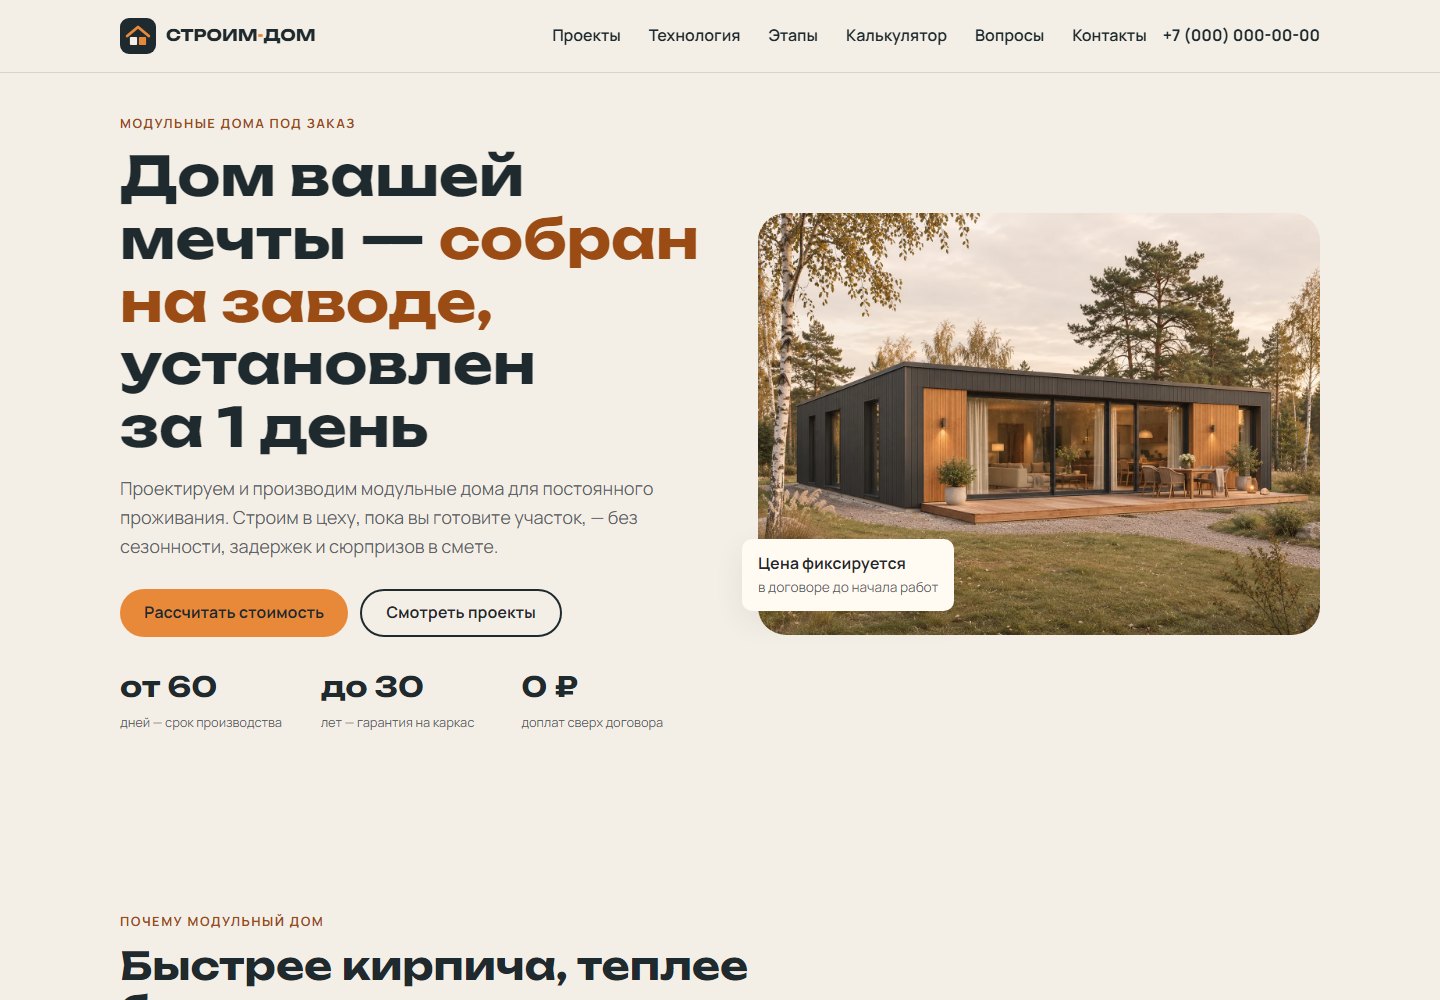 СТРОИМ-ДОМ
Проекты Технология Этапы Калькулятор Вопросы Контакты +7 (000) 000-00-00
МОДУЛЬНЫЕ ДОМА ПОД ЗАКАЗ
Дом вашей
мечты — собран
на заводе,
установлен
за 1 день
Проектируем и производим модульные дома для постоянного
проживания. Строим в цеху, пока вы готовите участок, — без
сезонности, задержек и сюрпризов в смете.
Рассчитать стоимость Смотреть проекты
Цена фиксируется
в договоре до начала работ
от 60 до 30 0 ₽
дней — срок производства лет — гарантия на каркас доплат сверх договора
ПОЧЕМУ МОДУЛЬНЫЙ ДОМ
Быстрее кирпича, теплее